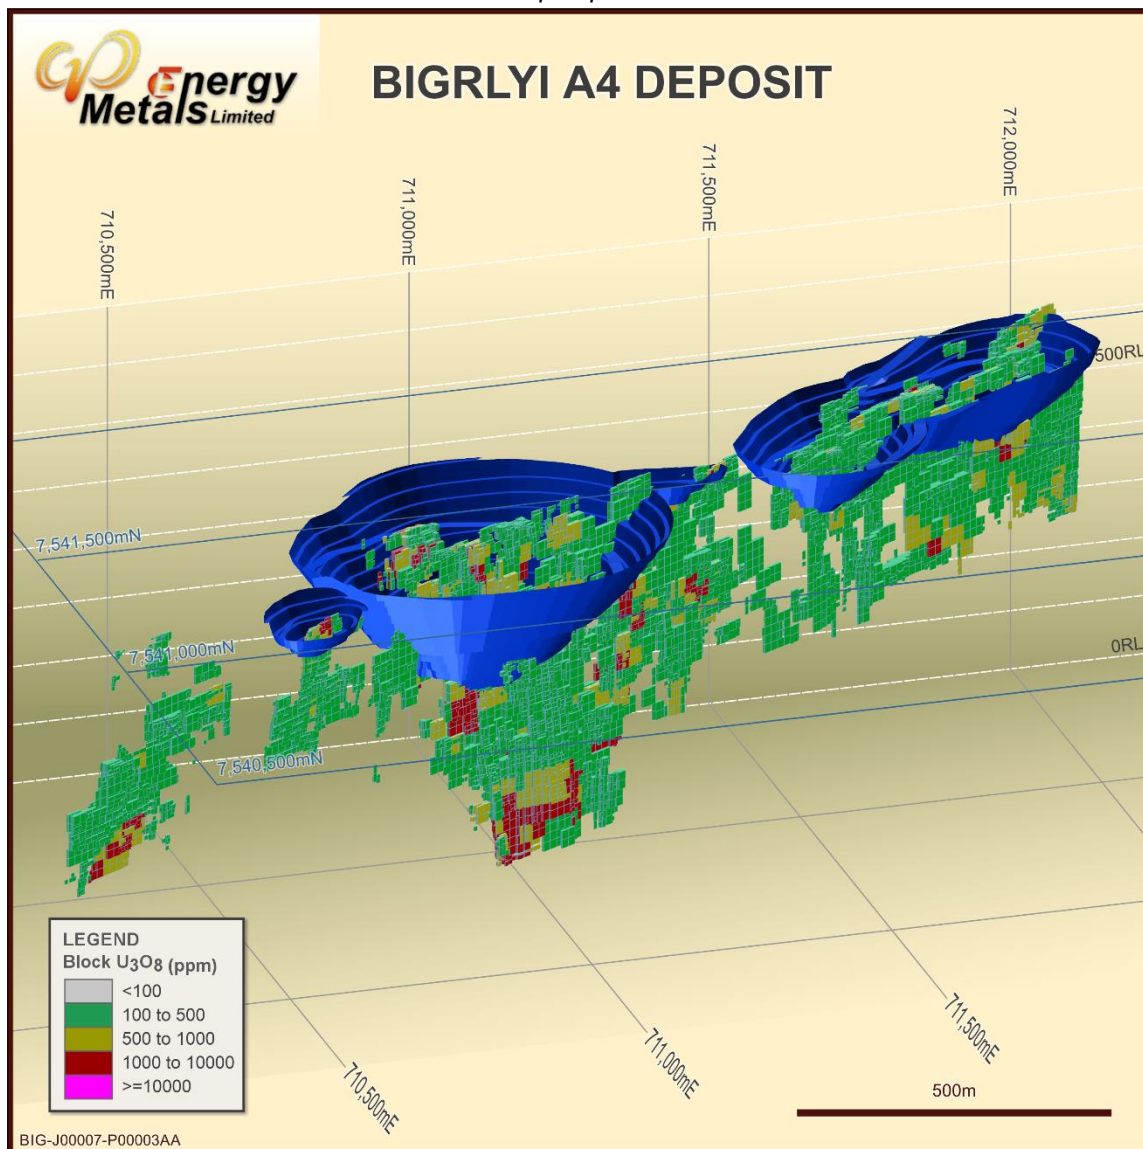 Energy
Metals Limited
BIGRLYI A4 DEPOSIT
710,500mE
711,000mE
711,500mE
712,000mE
500RL
7,541,500mN
7,541,000mN
0RL
7,540,500mN
LEGEND
Block U₃O₈ (ppm)
<100
100 to 500
500 to 1000
1000 to 10000
>=10000
710,500mE
711,000mE
711,500mE
500m
BIG-J00007-P00003AA